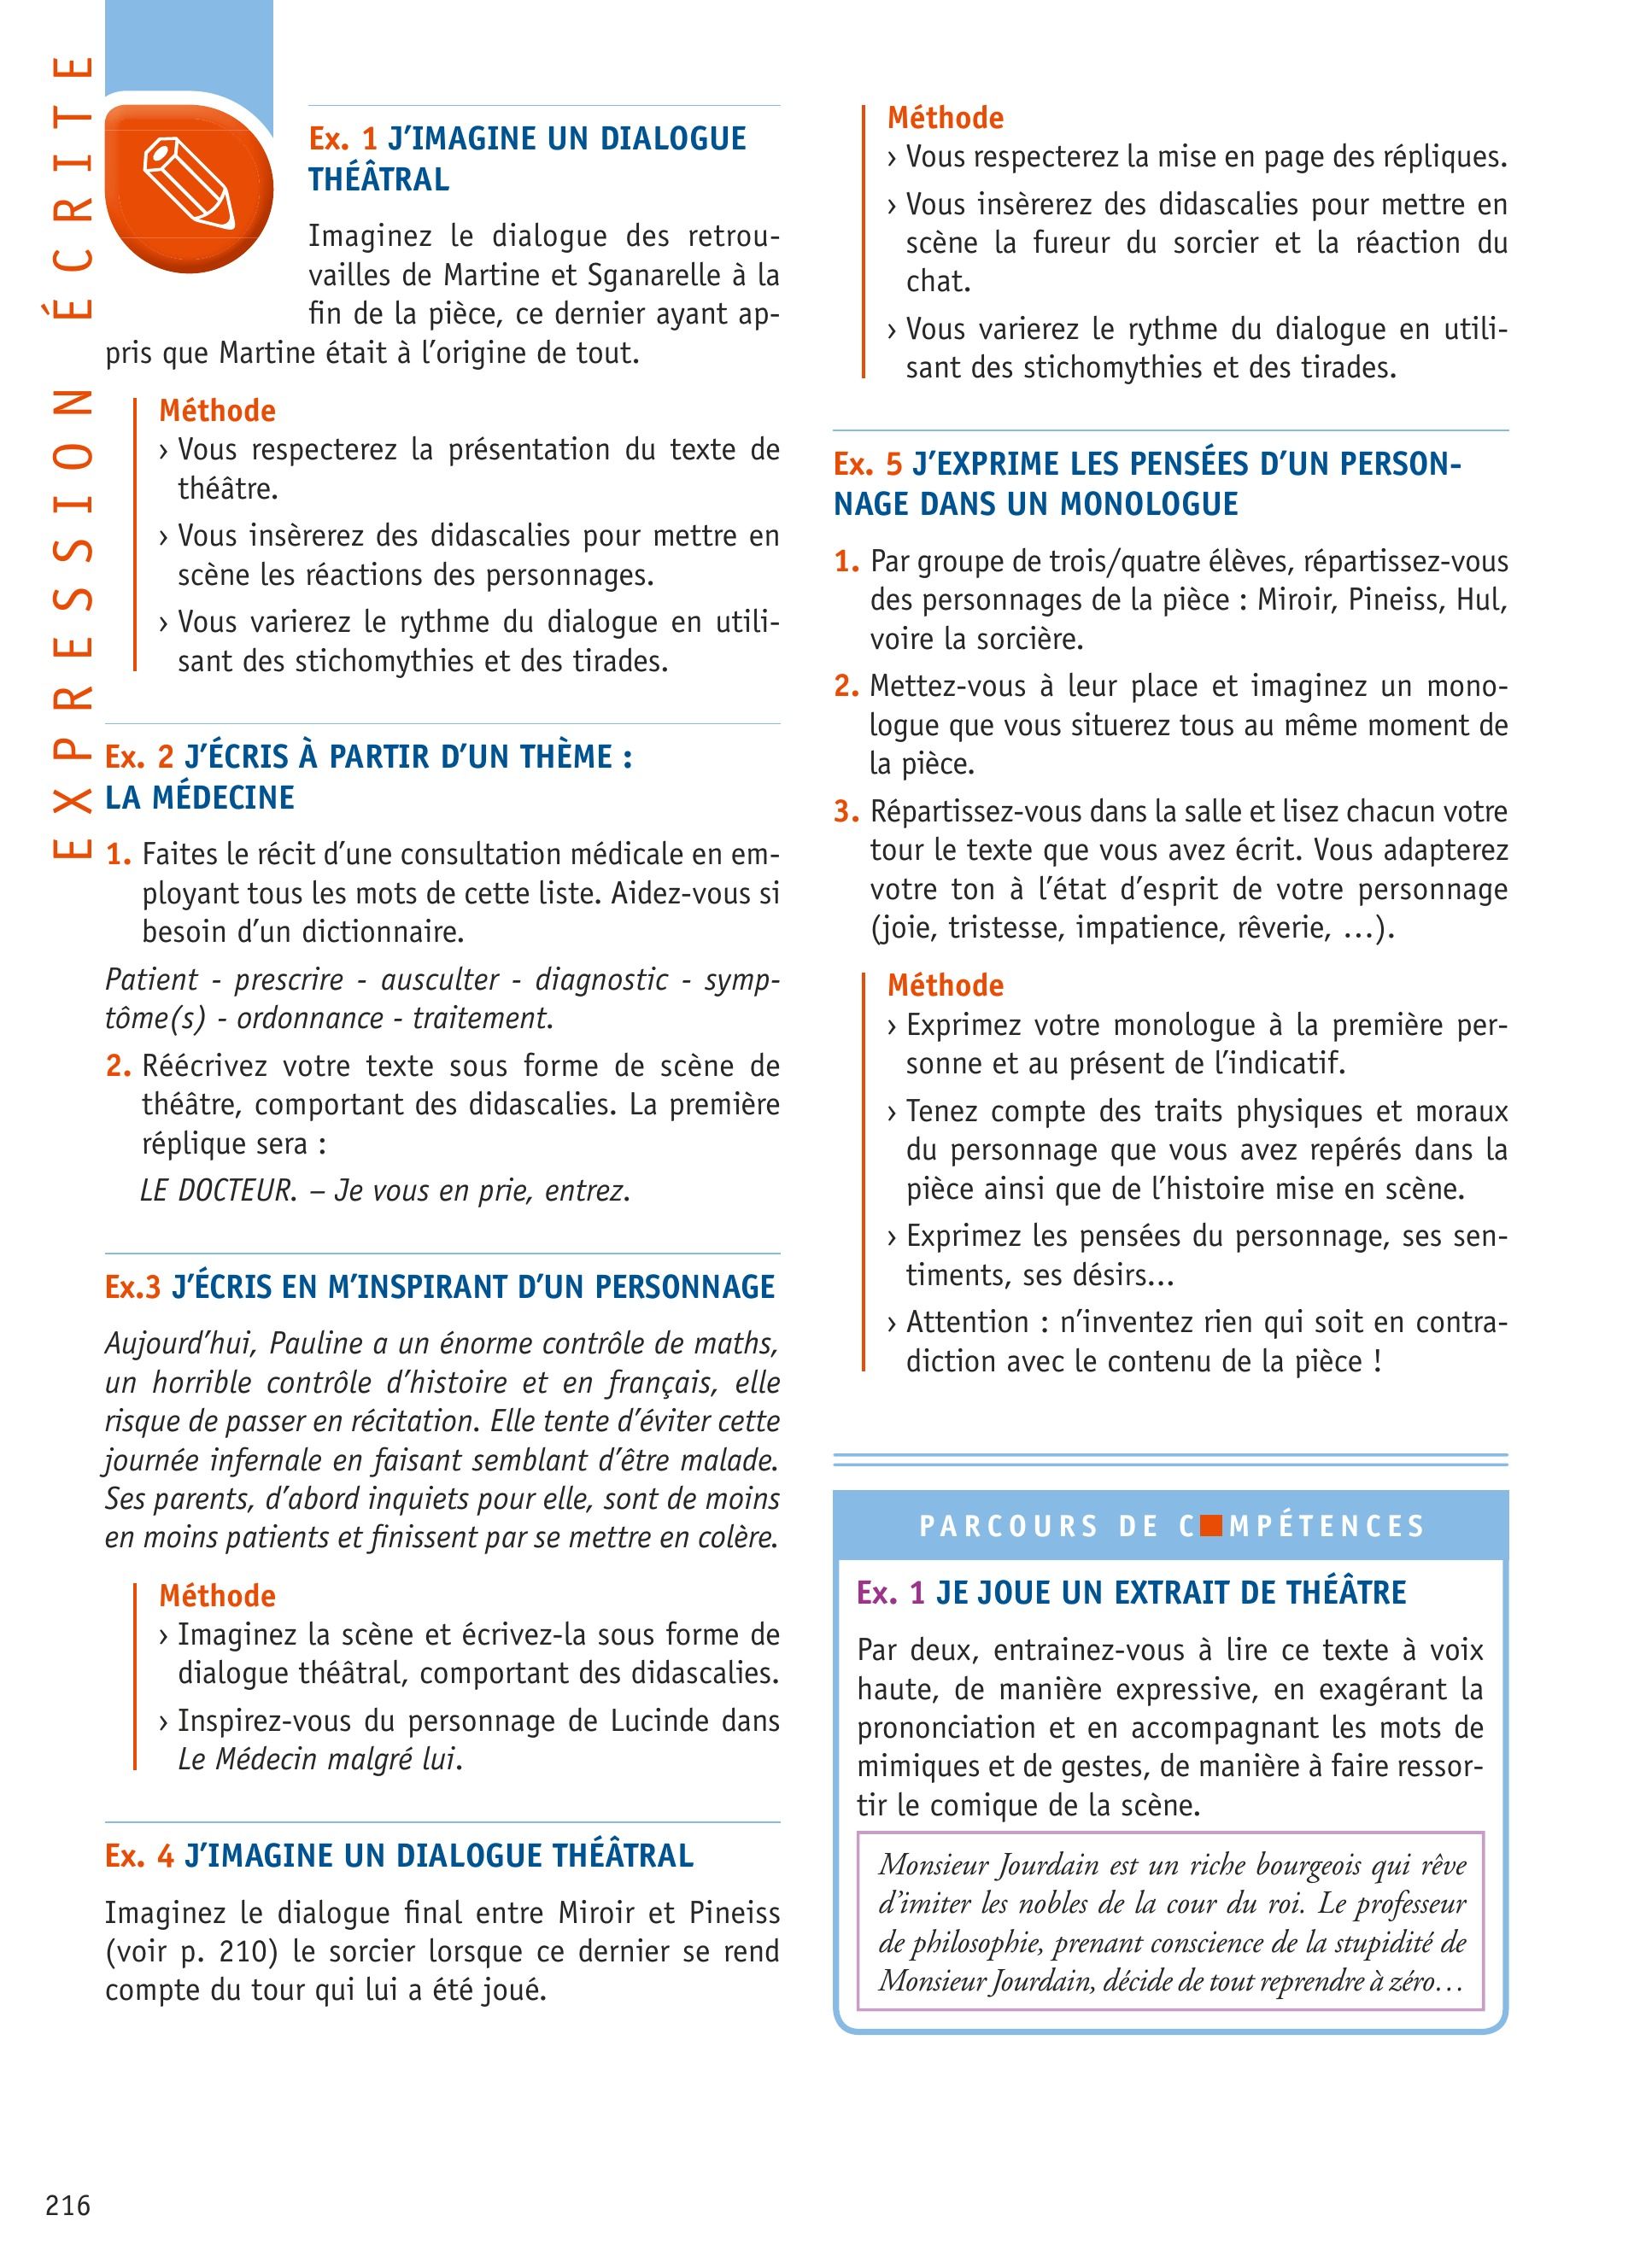 EXPRESSION ÉCRITE
Ex. 1 J’IMAGINE UN DIALOGUE
THÉÂTRAL
Imaginez le dialogue des retrou-
vailles de Martine et Sganarelle à la
fin de la pièce, ce dernier ayant ap-
pris que Martine était à l’origine de tout.
Méthode
› Vous respecterez la présentation du texte de
théâtre.
› Vous insèrerez des didascalies pour mettre en
scène les réactions des personnages.
› Vous varierez le rythme du dialogue en utili-
sant des stichomythies et des tirades.
Ex. 2 J’ÉCRIS À PARTIR D’UN THÈME :
LA MÉDECINE
1. Faites le récit d’une consultation médicale en em-
ployant tous les mots de cette liste. Aidez-vous si
besoin d’un dictionnaire.
Patient - prescrire - ausculter - diagnostic - symp-
tôme(s) - ordonnance - traitement.
2. Réécrivez votre texte sous forme de scène de
théâtre, comportant des didascalies. La première
réplique sera :
LE DOCTEUR. – Je vous en prie, entrez.
Ex.3 J’ÉCRIS EN M’INSPIRANT D’UN PERSONNAGE
Aujourd’hui, Pauline a un énorme contrôle de maths,
un horrible contrôle d’histoire et en français, elle
risque de passer en récitation. Elle tente d’éviter cette
journée infernale en faisant semblant d’être malade.
Ses parents, d’abord inquiets pour elle, sont de moins
en moins patients et finissent par se mettre en colère.
Méthode
› Imaginez la scène et écrivez-la sous forme de
dialogue théâtral, comportant des didascalies.
› Inspirez-vous du personnage de Lucinde dans
Le Médecin malgré lui.
Ex. 4 J’IMAGINE UN DIALOGUE THÉÂTRAL
Imaginez le dialogue final entre Miroir et Pineiss
(voir p. 210) le sorcier lorsque ce dernier se rend
compte du tour qui lui a été joué.
Méthode
› Vous respecterez la mise en page des répliques.
› Vous insèrerez des didascalies pour mettre en
scène la fureur du sorcier et la réaction du
chat.
› Vous varierez le rythme du dialogue en utili-
sant des stichomythies et des tirades.
Ex. 5 J’EXPRIME LES PENSÉES D’UN PERSON-
NAGE DANS UN MONOLOGUE
1. Par groupe de trois/quatre élèves, répartissez-vous
des personnages de la pièce : Miroir, Pineiss, Hul,
voire la sorcière.
2. Mettez-vous à leur place et imaginez un mono-
logue que vous situerez tous au même moment de
la pièce.
3. Répartissez-vous dans la salle et lisez chacun votre
tour le texte que vous avez écrit. Vous adapterez
votre ton à l’état d’esprit de votre personnage
(joie, tristesse, impatience, rêverie, …).
Méthode
› Exprimez votre monologue à la première per-
sonne et au présent de l’indicatif.
› Tenez compte des traits physiques et moraux
du personnage que vous avez repérés dans la
pièce ainsi que de l’histoire mise en scène.
› Exprimez les pensées du personnage, ses sen-
timents, ses désirs…
› Attention : n’inventez rien qui soit en contra-
diction avec le contenu de la pièce !
PARCOURS DE C■MPÉTENCES
Ex. 1 JE JOUE UN EXTRAIT DE THÉÂTRE
Par deux, entrainez-vous à lire ce texte à voix
haute, de manière expressive, en exagérant la
prononciation et en accompagnant les mots de
mimiques et de gestes, de manière à faire ressor-
tir le comique de la scène.
Monsieur Jourdain est un riche bourgeois qui rêve
d’imiter les nobles de la cour du roi. Le professeur
de philosophie, prenant conscience de la stupidité de
Monsieur Jourdain, décide de tout reprendre à zéro…
216